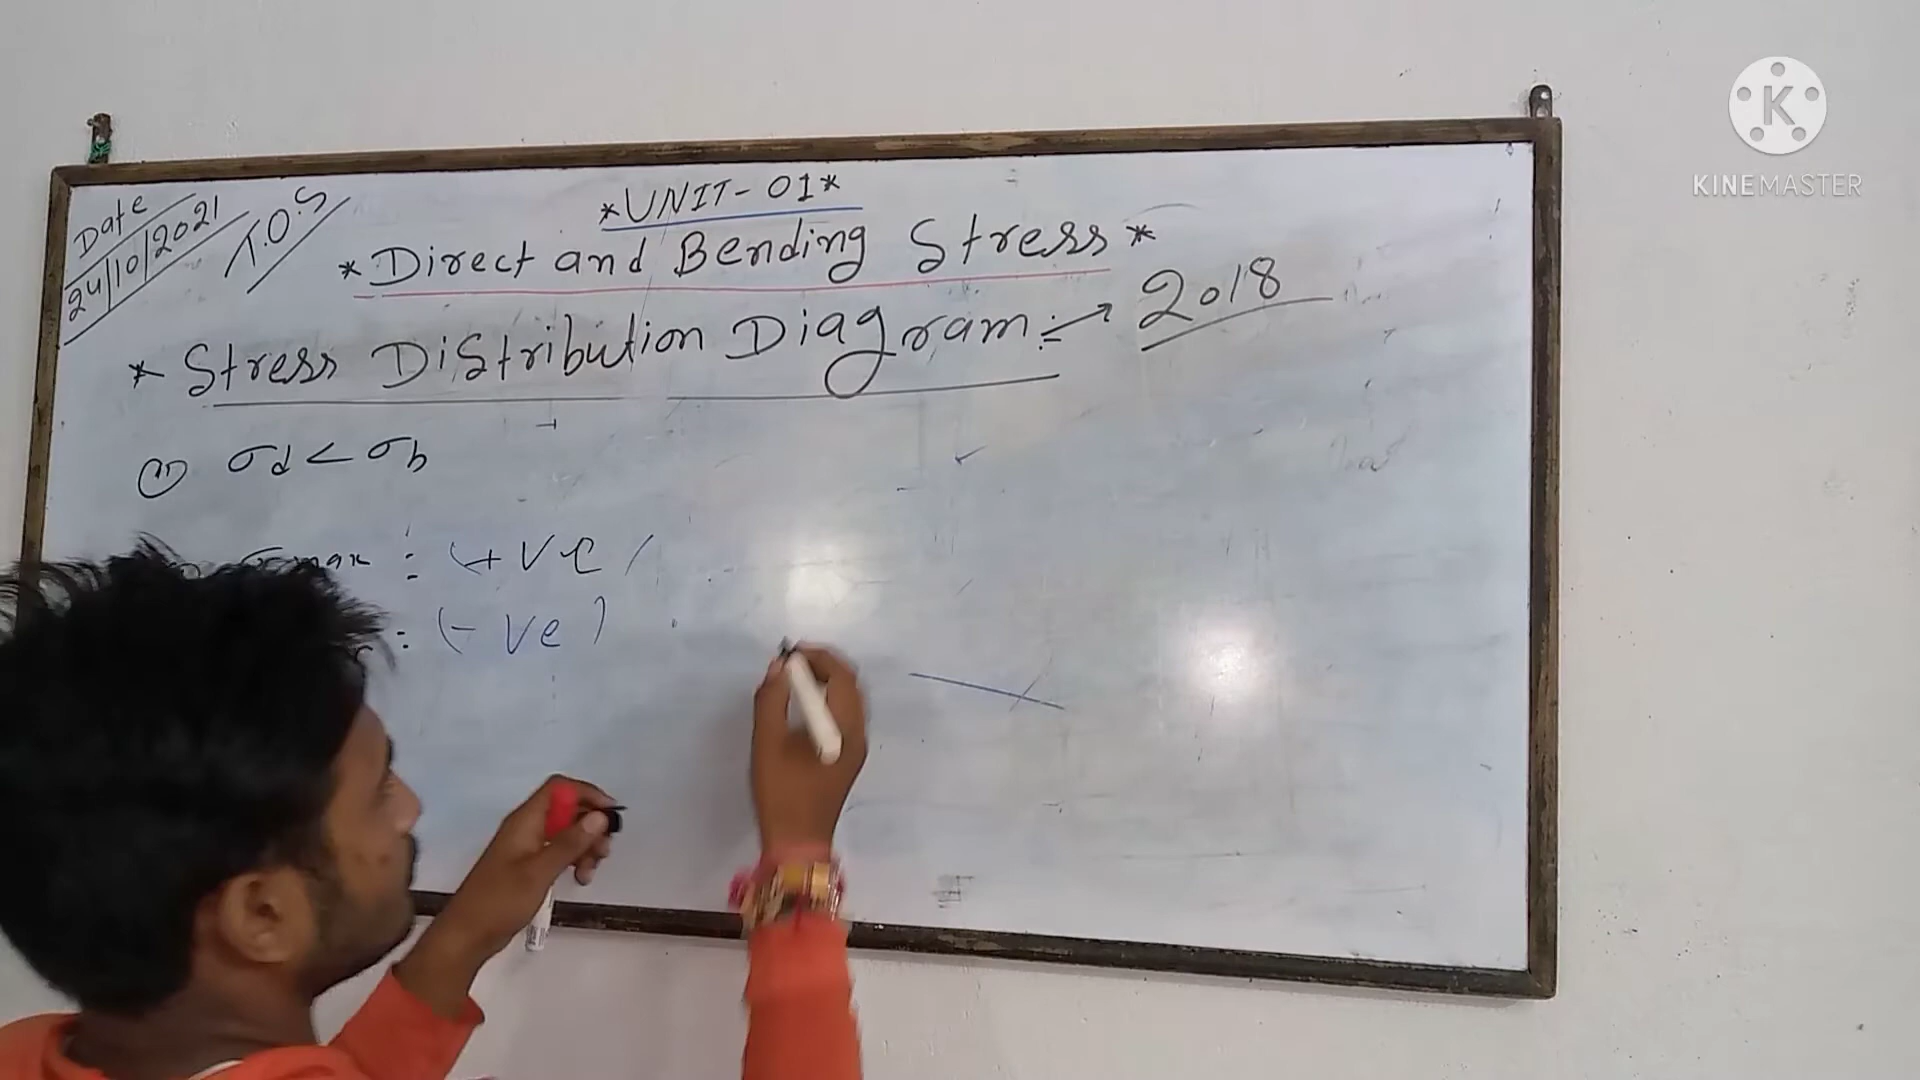 Date
24/10/2021
T.O.S
*UNIT-01*
*Direct and Bending Stress*
* Stress Distribution Diagram:- → 2018
σd < σb
σmax : (+ve)
: (-ve)
KINEMASTER